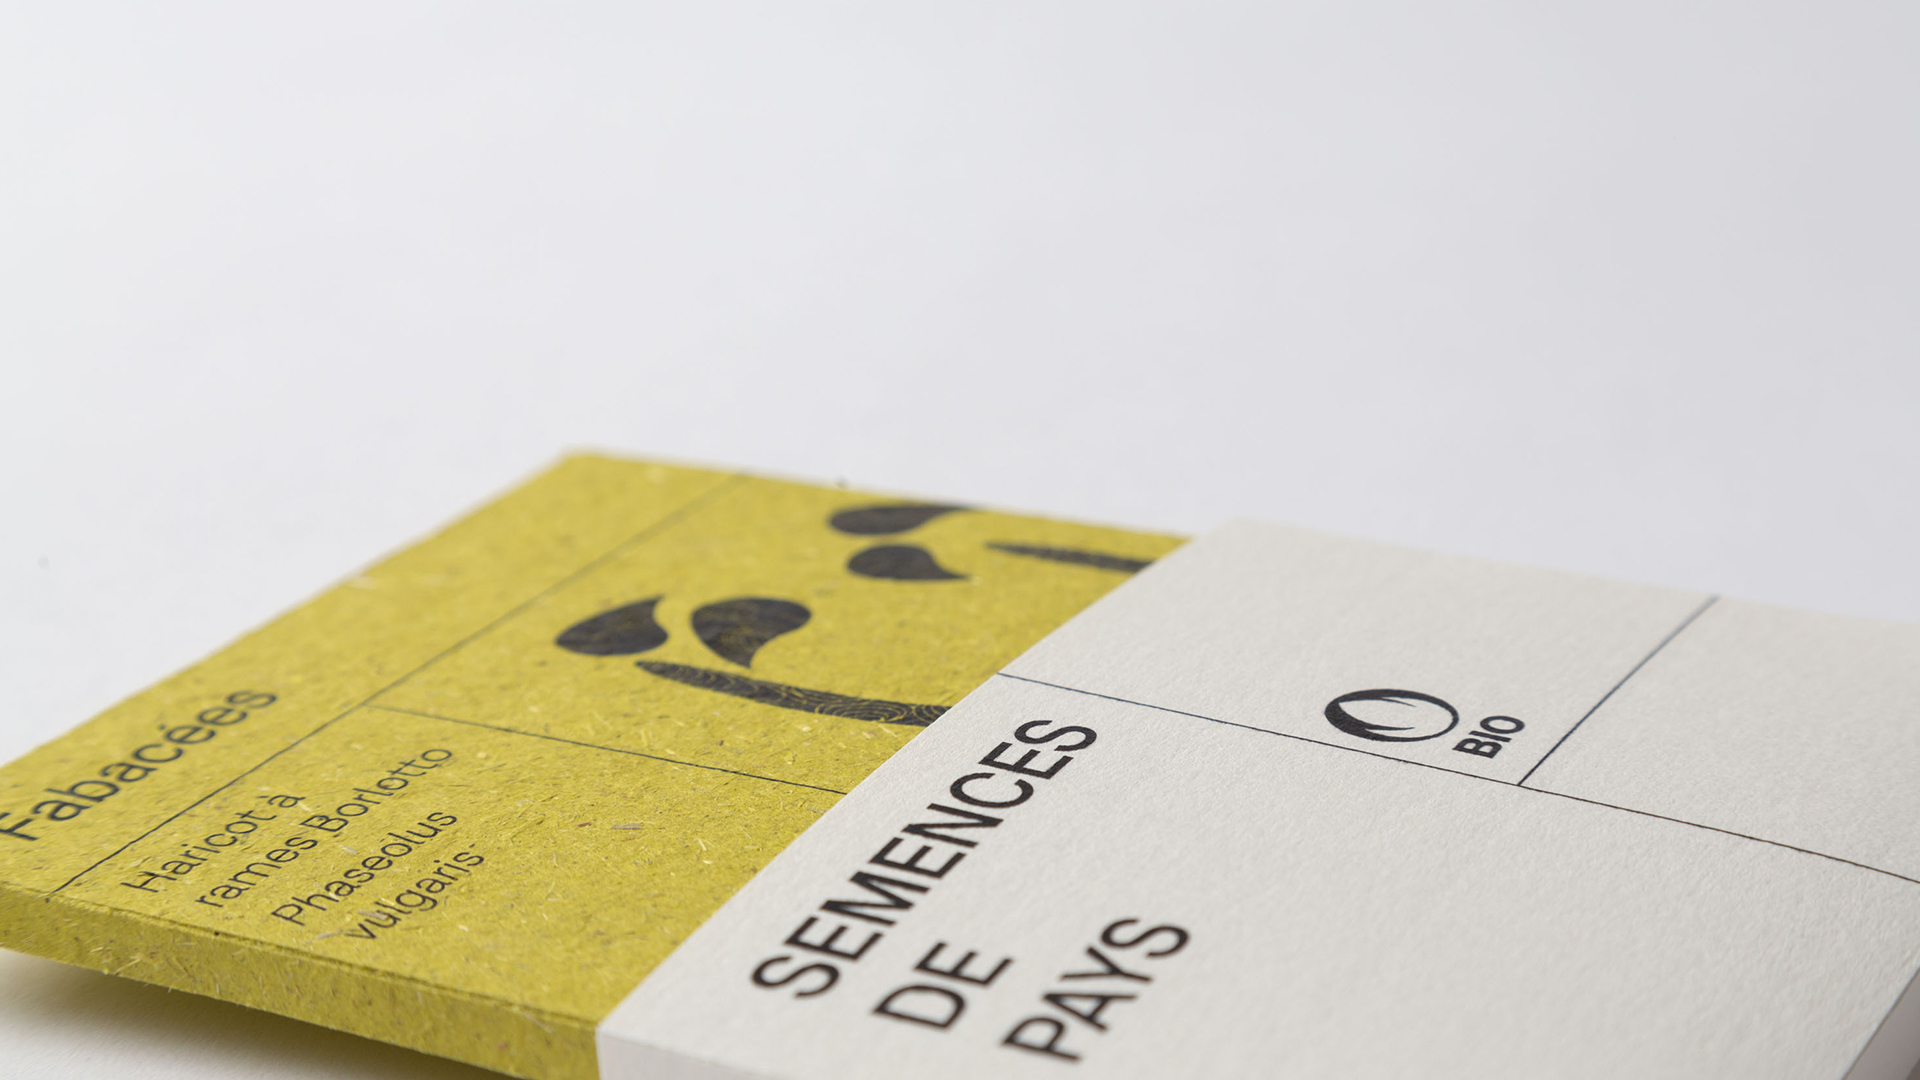 Fabacées
Haricot à
rames Borlotto
Phaseolus
vulgaris
SEMENCES
DE
PAYS
BIO